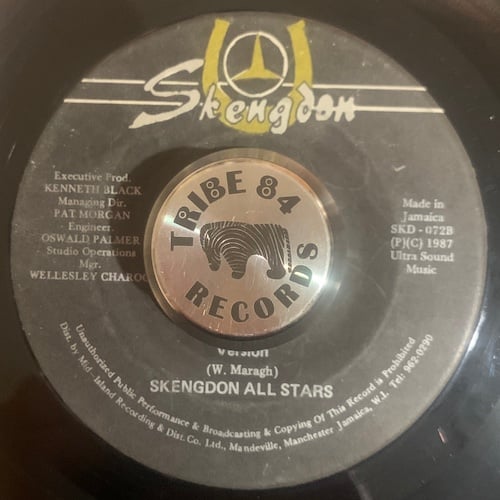 Skengdon
Executive Prod.
KENNETH BLACK
Managing Dir.
PAT MORGAN
Engineer.
OSWALD PALMER
Studio Operations
Mgr.
WELLESLEY CHAROO
Made in
Jamaica
SKD - 072B
(P)(C) 1987
Ultra Sound
Music
TRIBE 84
RECORDS
Version
(W. Maragh)
SKENGDON ALL STARS
Unauthorized Public Performance & Broadcasting & Copying Of This Record is Prohibited
Dist. by Mid - Island Recording & Dist. Co. Ltd., Mandeville, Manchester Jamaica, W.I. Tel: 962-0290